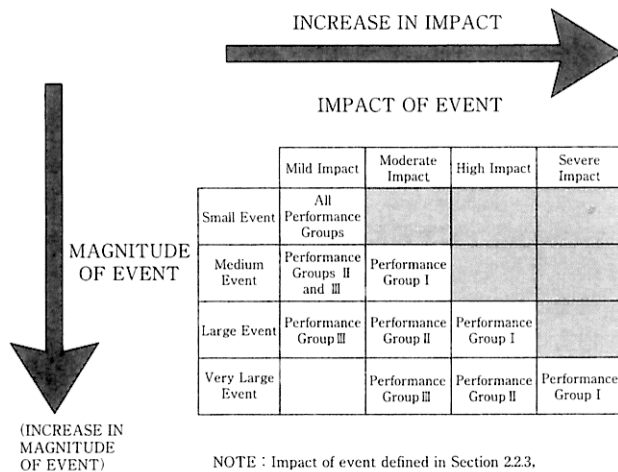 INCREASE IN IMPACT
IMPACT OF EVENT
Mild Impact
Moderate
Impact
High Impact
Severe
Impact
Small Event
All
Performance
Groups
MAGNITUDE
OF EVENT
Medium
Event
Performance
Groups Ⅱ
and Ⅲ
Performance
Group Ⅰ
Large Event
Performance
Group Ⅲ
Performance
Group Ⅱ
Performance
Group Ⅰ
Very Large
Event
Performance
Group Ⅲ
Performance
Group Ⅱ
Performance
Group Ⅰ
(INCREASE IN
MAGNITUDE
OF EVENT)
NOTE : Impact of event defined in Section 2.2.3.